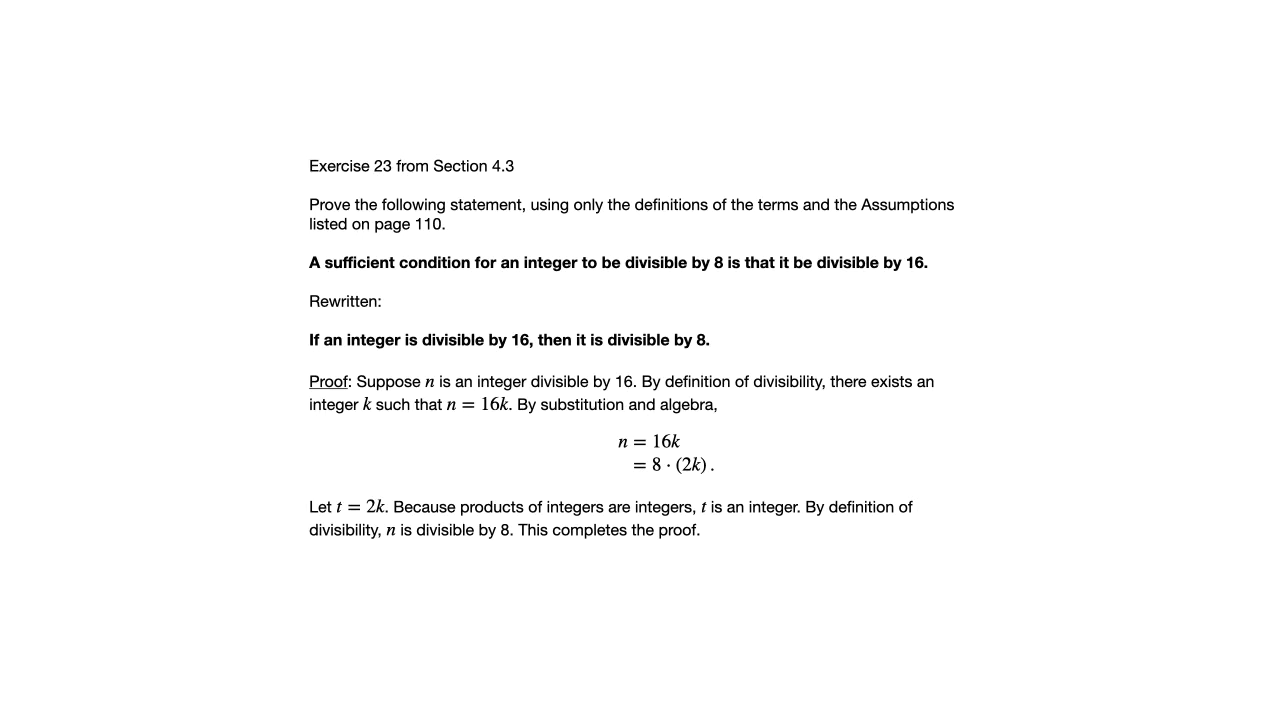 Exercise 23 from Section 4.3
Prove the following statement, using only the definitions of the terms and the Assumptions
listed on page 110.
A sufficient condition for an integer to be divisible by 8 is that it be divisible by 16.
Rewritten:
If an integer is divisible by 16, then it is divisible by 8.
Proof: Suppose n is an integer divisible by 16. By definition of divisibility, there exists an
integer k such that n = 16k. By substitution and algebra,
n = 16k
= 8 · (2k) .
Let t = 2k. Because products of integers are integers, t is an integer. By definition of
divisibility, n is divisible by 8. This completes the proof.